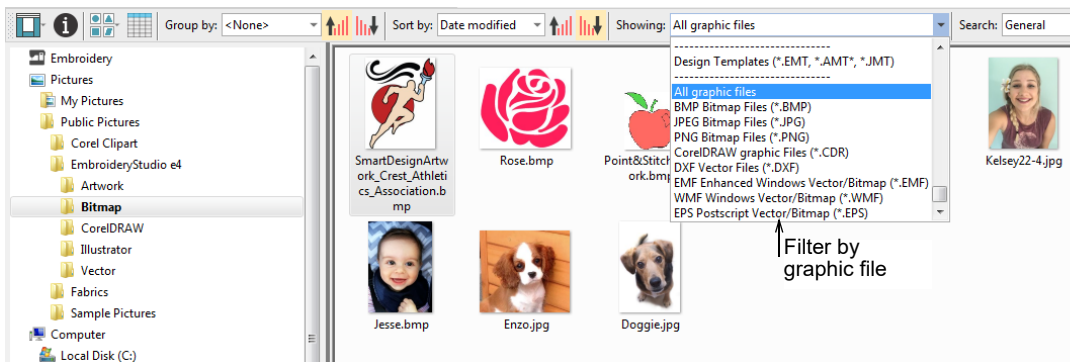 Group by: <None> Sort by: Date modified Showing: All graphic files Search: General
Embroidery
Pictures
My Pictures
Public Pictures
Corel Clipart
EmbroideryStudio e4
Artwork
Bitmap
CorelDRAW
Illustrator
Vector
Fabrics
Sample Pictures
Computer
Local Disk (C:)
-------------------------------
Design Templates (*.EMT, *.AMT*, *.JMT)
-------------------------------
All graphic files
BMP Bitmap Files (*.BMP)
JPEG Bitmap Files (*.JPG)
PNG Bitmap Files (*.PNG)
CorelDRAW graphic Files (*.CDR)
DXF Vector Files (*.DXF)
EMF Enhanced Windows Vector/Bitmap (*.EMF)
WMF Windows Vector/Bitmap (*.WMF)
EPS Postscript Vector/Bitmap (*.EPS)
Filter by
graphic file
SmartDesignArtw
ork_Crest_Athleti
cs_Association.b
mp
Rose.bmp
Point&Stitch
ork.bmp
Kelsey22-4.jpg
Jesse.bmp
Enzo.jpg
Doggie.jpg